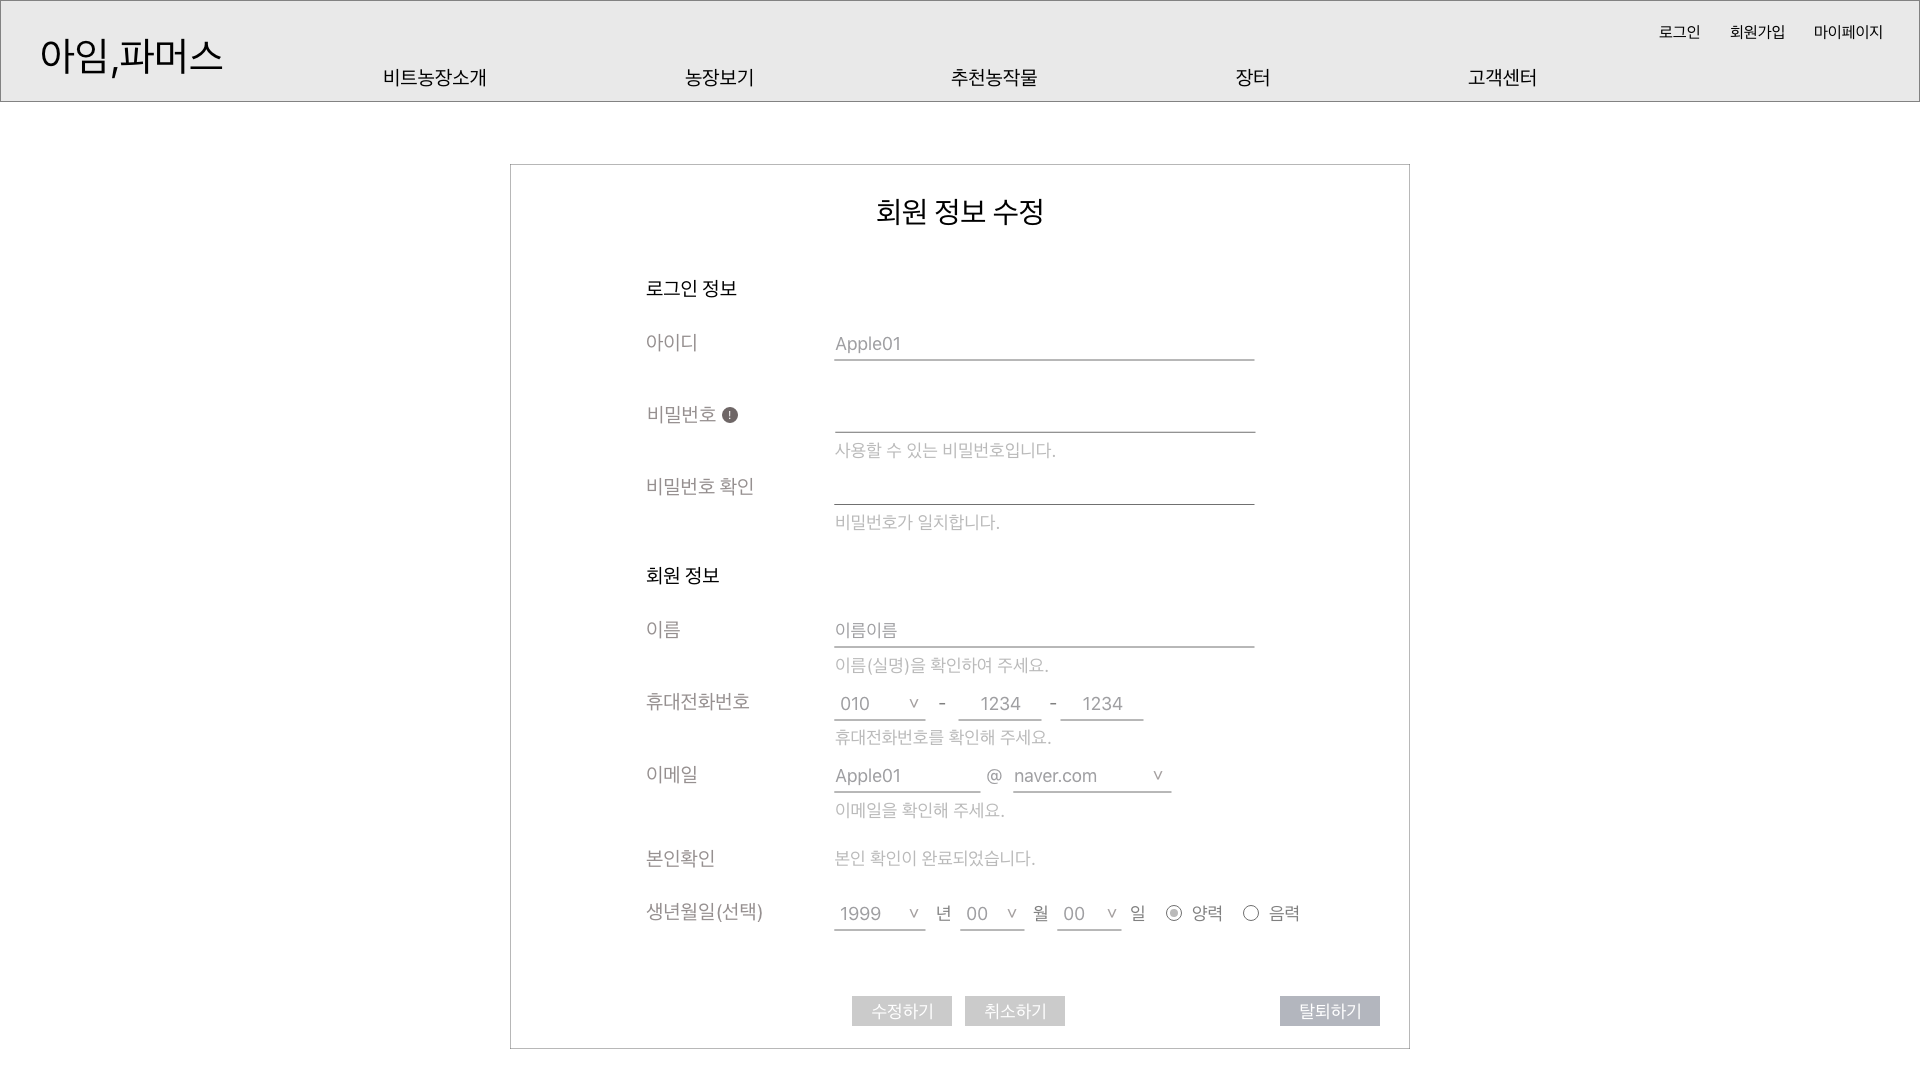 로그인 회원가입 마이페이지
아임,파머스
비트농장소개 농장보기 추천농작물 장터 고객센터
회원 정보 수정
로그인 정보
아이디 Apple01
비밀번호 !
사용할 수 있는 비밀번호입니다.
비밀번호 확인
비밀번호가 일치합니다.
회원 정보
이름 이름이름
이름(실명)을 확인하여 주세요.
휴대전화번호 010 - 1234 - 1234
휴대전화번호를 확인해 주세요.
이메일 Apple01 @ naver.com
이메일을 확인해 주세요.
본인확인 본인 확인이 완료되었습니다.
생년월일(선택) 1999 년 00 월 00 일 양력 음력
수정하기 취소하기 탈퇴하기